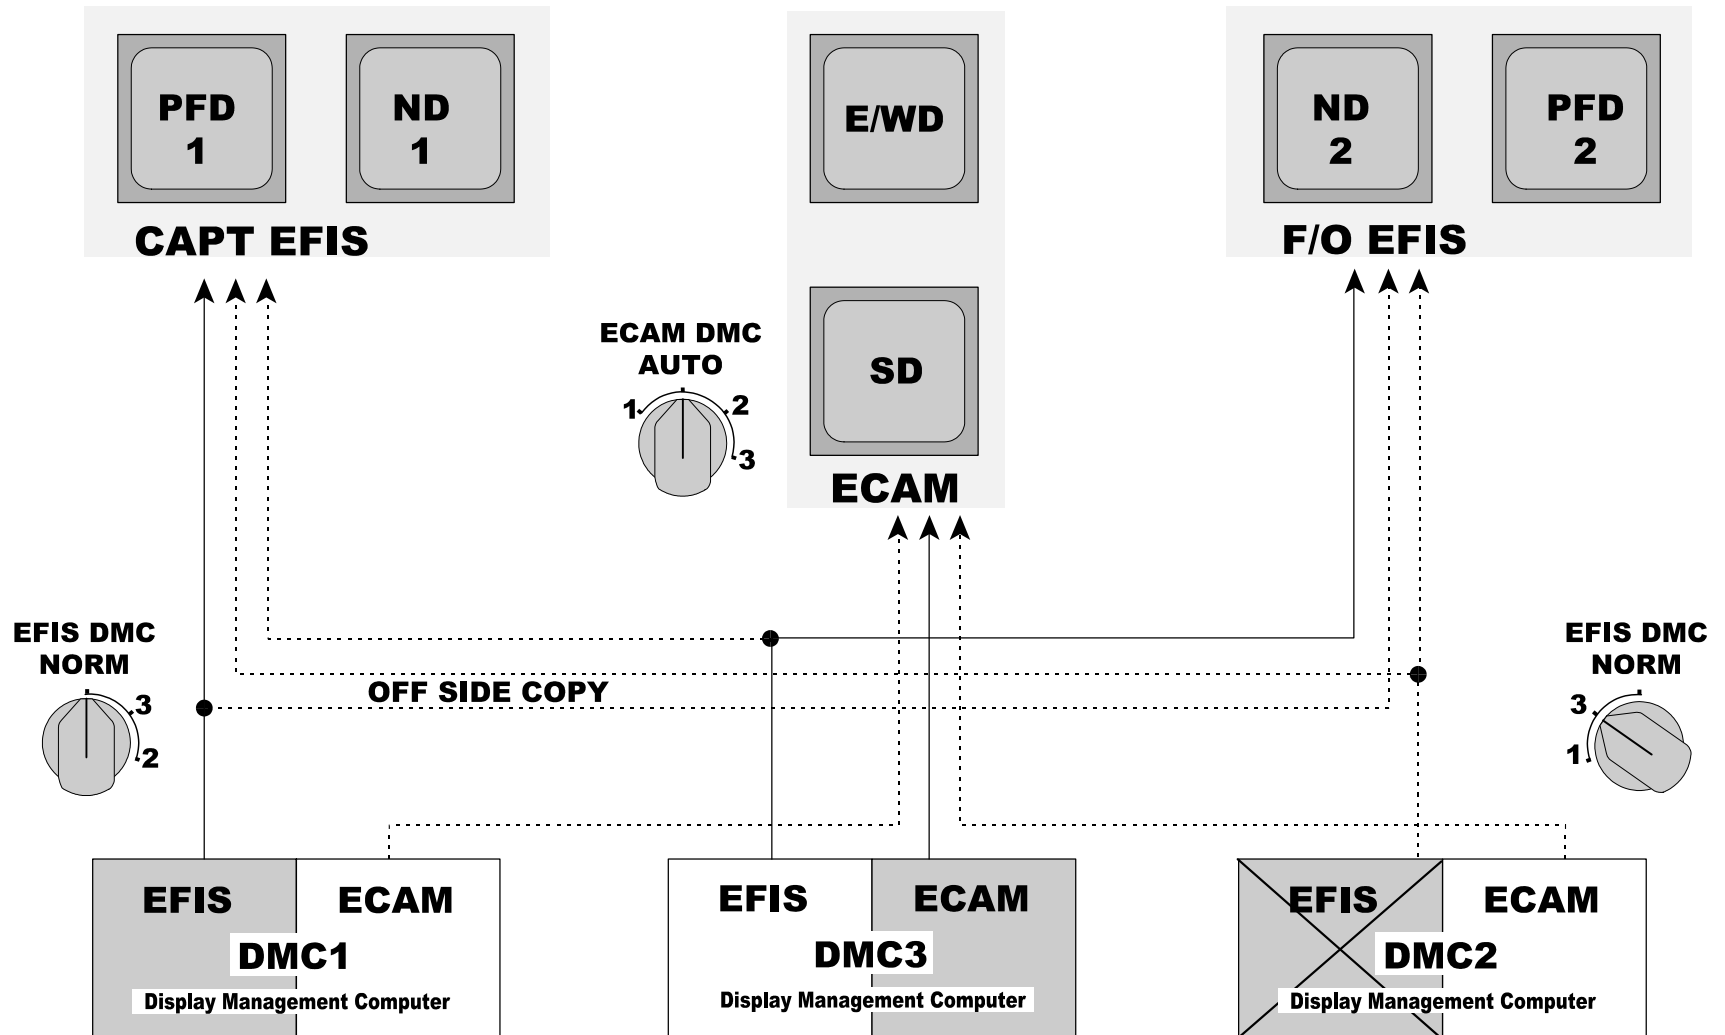 PFD
1
ND
1
CAPT EFIS
E/WD
SD
ECAM
ND
2
PFD
2
F/O EFIS
ECAM DMC
AUTO
1
2
3
EFIS DMC
NORM
3
2
OFF SIDE COPY
EFIS DMC
NORM
3
1
EFIS
ECAM
DMC1
Display Management Computer
EFIS
ECAM
DMC3
Display Management Computer
EFIS
ECAM
DMC2
Display Management Computer